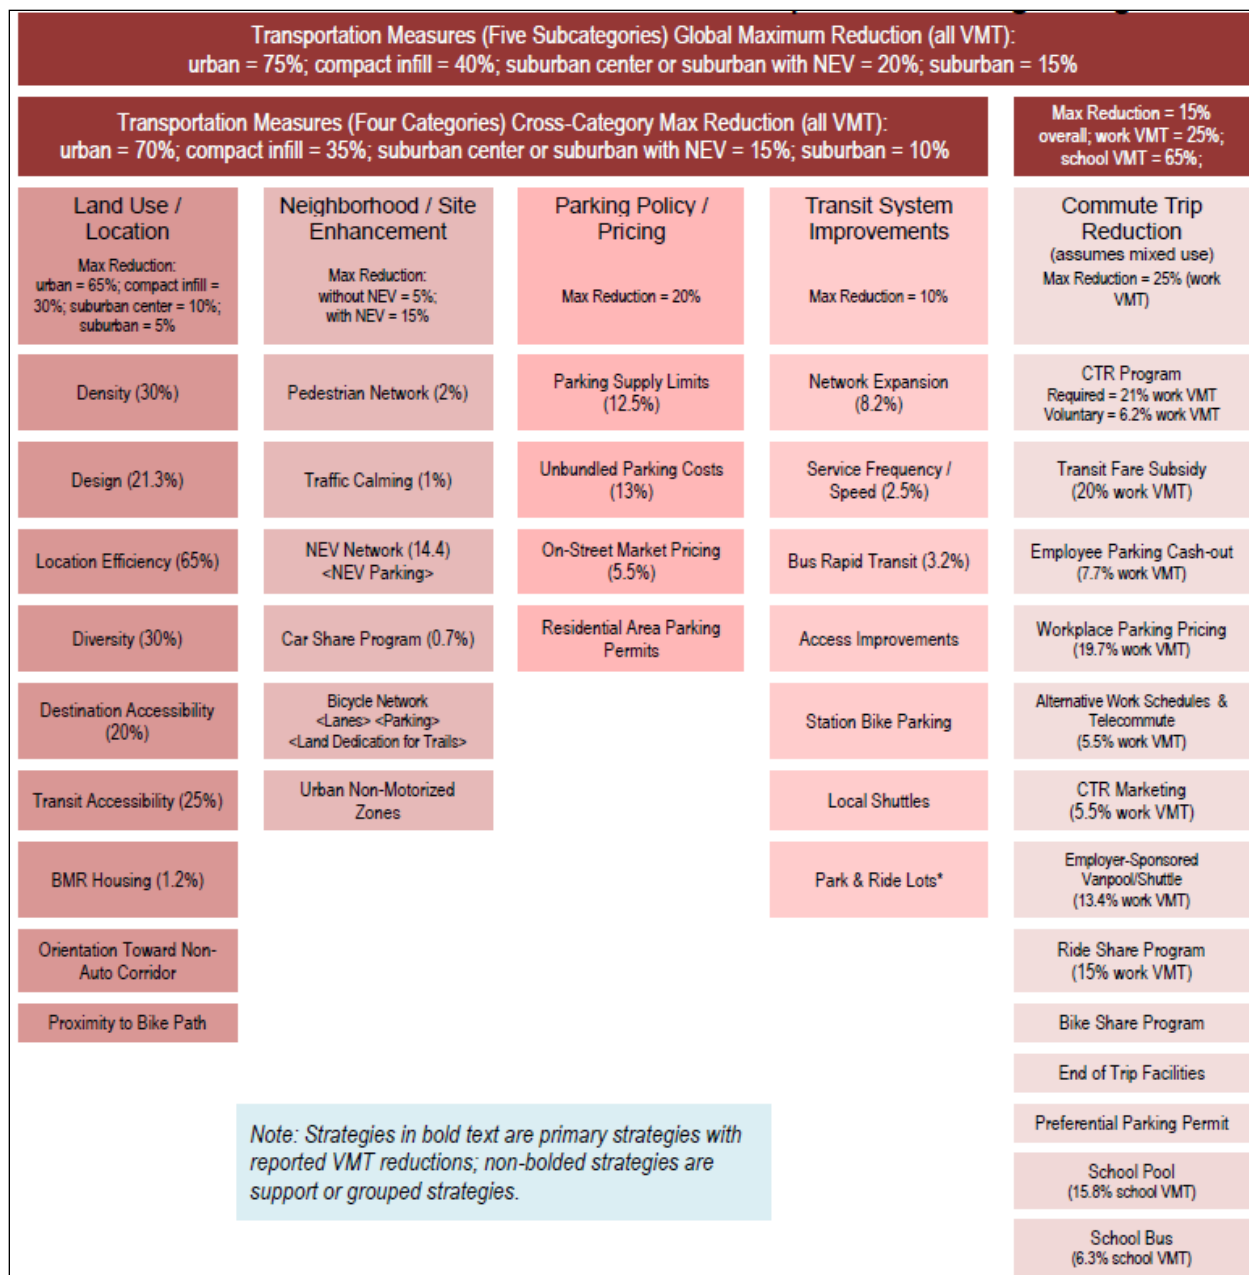 Transportation Measures (Five Subcategories) Global Maximum Reduction (all VMT):
urban = 75%; compact infill = 40%; suburban center or suburban with NEV = 20%; suburban = 15%
Transportation Measures (Four Categories) Cross-Category Max Reduction (all VMT):
urban = 70%; compact infill = 35%; suburban center or suburban with NEV = 15%; suburban = 10%
Max Reduction = 15%
overall; work VMT = 25%;
school VMT = 65%;
Land Use /
Location
Max Reduction:
urban = 65%; compact infill =
30%; suburban center = 10%;
suburban = 5%
Density (30%)
Design (21.3%)
Location Efficiency (65%)
Diversity (30%)
Destination Accessibility
(20%)
Transit Accessibility (25%)
BMR Housing (1.2%)
Orientation Toward Non-
Auto Corridor
Proximity to Bike Path
Neighborhood / Site
Enhancement
Max Reduction:
without NEV = 5%;
with NEV = 15%
Pedestrian Network (2%)
Traffic Calming (1%)
NEV Network (14.4)
<NEV Parking>
Car Share Program (0.7%)
Bicycle Network
<Lanes> <Parking>
<Land Dedication for Trails>
Urban Non-Motorized
Zones
Parking Policy /
Pricing
Max Reduction = 20%
Parking Supply Limits
(12.5%)
Unbundled Parking Costs
(13%)
On-Street Market Pricing
(5.5%)
Residential Area Parking
Permits
Transit System
Improvements
Max Reduction = 10%
Network Expansion
(8.2%)
Service Frequency /
Speed (2.5%)
Bus Rapid Transit (3.2%)
Access Improvements
Station Bike Parking
Local Shuttles
Park & Ride Lots*
Commute Trip
Reduction
(assumes mixed use)
Max Reduction = 25% (work
VMT)
CTR Program
Required = 21% work VMT
Voluntary = 6.2% work VMT
Transit Fare Subsidy
(20% work VMT)
Employee Parking Cash-out
(7.7% work VMT)
Workplace Parking Pricing
(19.7% work VMT)
Alternative Work Schedules &
Telecommute
(5.5% work VMT)
CTR Marketing
(5.5% work VMT)
Employer-Sponsored
Vanpool/Shuttle
(13.4% work VMT)
Ride Share Program
(15% work VMT)
Bike Share Program
End of Trip Facilities
Preferential Parking Permit
School Pool
(15.8% school VMT)
School Bus
(6.3% school VMT)
Note: Strategies in bold text are primary strategies with
reported VMT reductions; non-bolded strategies are
support or grouped strategies.